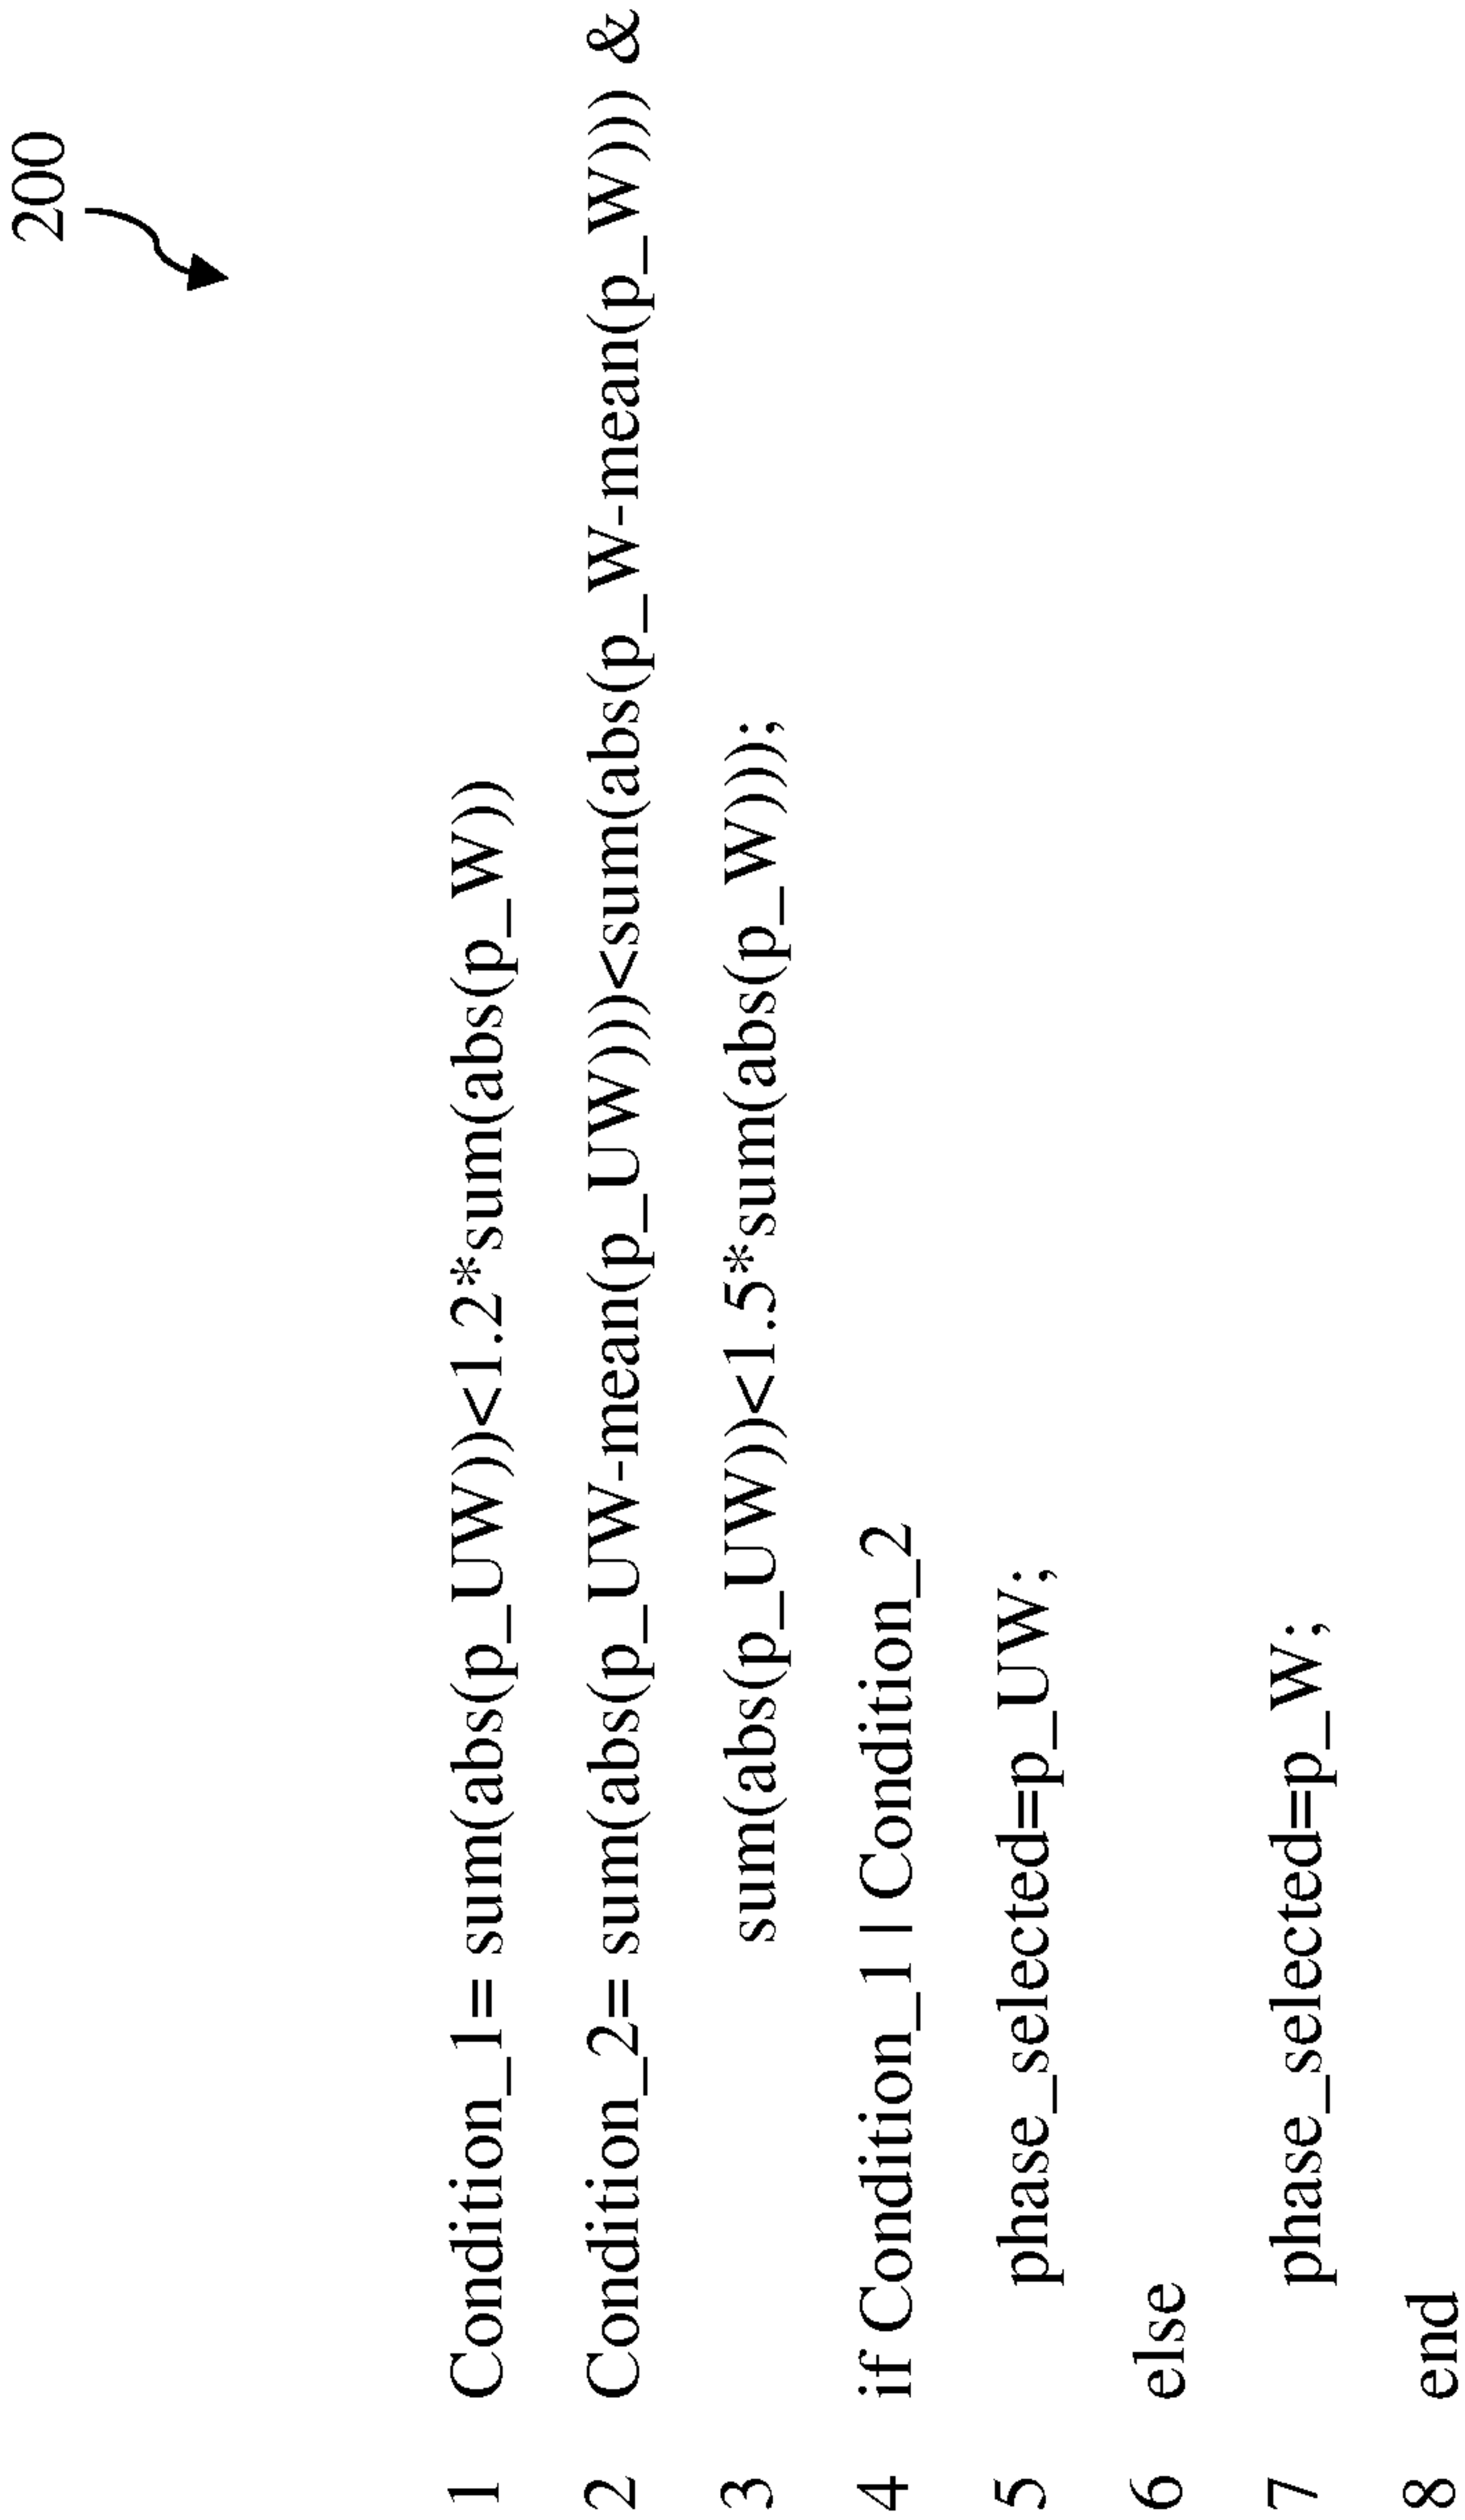 200
1 Condition_1= sum(abs(p_UW))<1.2*sum(abs(p_W))
2 Condition_2= sum(abs(p_UW-mean(p_UW)))<sum(abs(p_W-mean(p_W))) &
3 sum(abs(p_UW))<1.5*sum(abs(p_W)));
4 if Condition_1 | Condition_2
5 phase_selected=p_UW;
6 else
7 phase_selected=p_W;
8 end